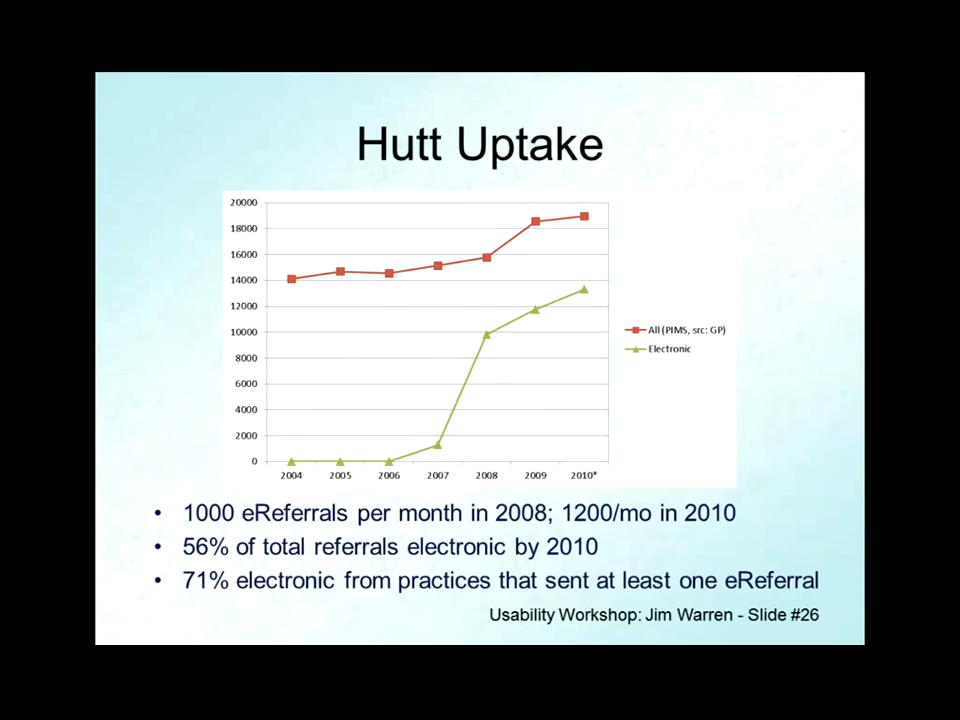 Hutt Uptake
20000
18000
16000
14000
12000
10000
8000
6000
4000
2000
0
2004 2005 2006 2007 2008 2009 2010*
All (PIMS, src: GP)
Electronic
• 1000 eReferrals per month in 2008; 1200/mo in 2010
• 56% of total referrals electronic by 2010
• 71% electronic from practices that sent at least one eReferral
Usability Workshop: Jim Warren - Slide #26